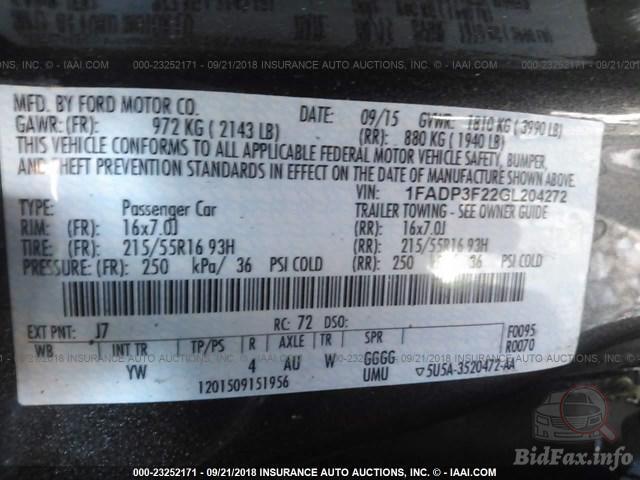 000-23252171 - 09/21/2018 INSURANCE AUTO AUCTIONS, INC. - IAAI.COM
MFD. BY FORD MOTOR CO. DATE: 09/15 GVWR: 1810 KG ( 3990 LB)
GAWR: (FR): 972 KG ( 2143 LB) (RR): 880 KG ( 1940 LB)
THIS VEHICLE CONFORMS TO ALL APPLICABLE FEDERAL MOTOR VEHICLE SAFETY, BUMPER,
AND THEFT PREVENTION STANDARDS IN EFFECT ON THE DATE OF MANUFACTURE SHOWN ABOVE.
VIN: 1FADP3F22GL204272
TYPE: Passenger Car TRAILER TOWING - SEE OWNER GUIDE
RIM: (FR): 16x7.0J (RR): 16x7.0J
TIRE: (FR): 215/55R16 93H (RR): 215/55R16 93H
PRESSURE: (FR): 250 kPa/ 36 PSI COLD (RR): 250 36 PSI COLD
EXT PNT: J7 RC: 72 DSO: F0095
WB INT TR TP/PS R AXLE TR SPR R0070
YW 4 AU W GGGG
UMU ▽5U5A-3520472-AA
1201509151956
000-23252171 - 09/21/2018 INSURANCE AUTO AUCTIONS, INC. - IAAI.COM
BidFax.info